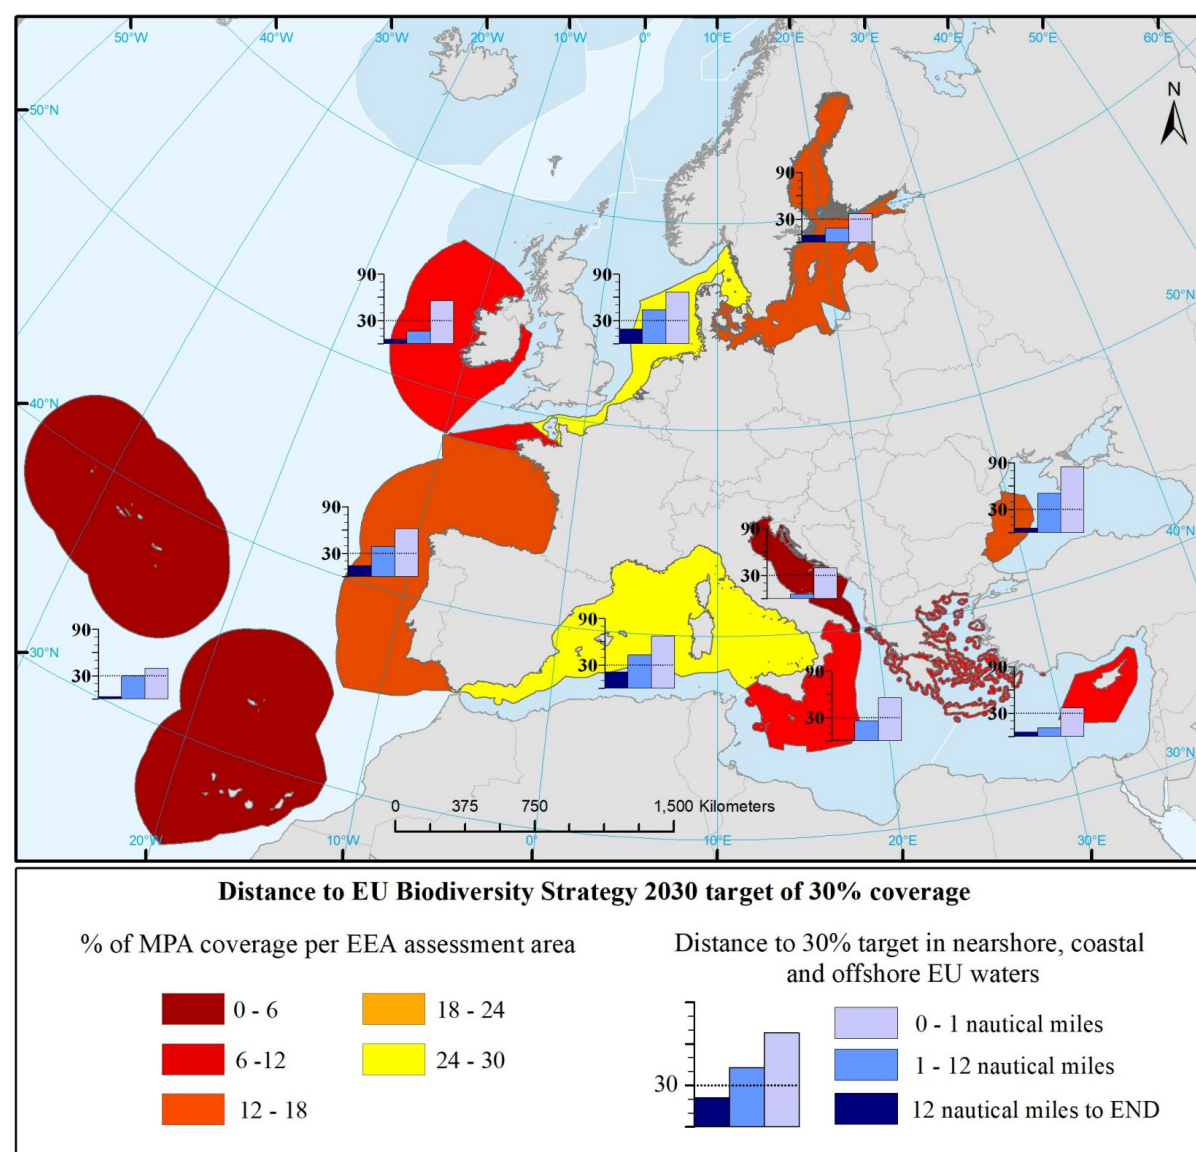 50°W 40°W 30°W 20°W 10°W 0° 10°E 20°E 30°E 40°E 50°E 60°E
N
50°N
90
30
90
30
90
30
50°N
40°N
90
30
90
30
90
30
40°N
90
30
90
30
30°N
90
30
90
30
30°N
0 375 750 1,500 Kilometers
20°W 10°W 0° 10°E 20°E 30°E
Distance to EU Biodiversity Strategy 2030 target of 30% coverage
% of MPA coverage per EEA assessment area
0 - 6
6 -12
12 - 18
18 - 24
24 - 30
Distance to 30% target in nearshore, coastal
and offshore EU waters
30
0 - 1 nautical miles
1 - 12 nautical miles
12 nautical miles to END